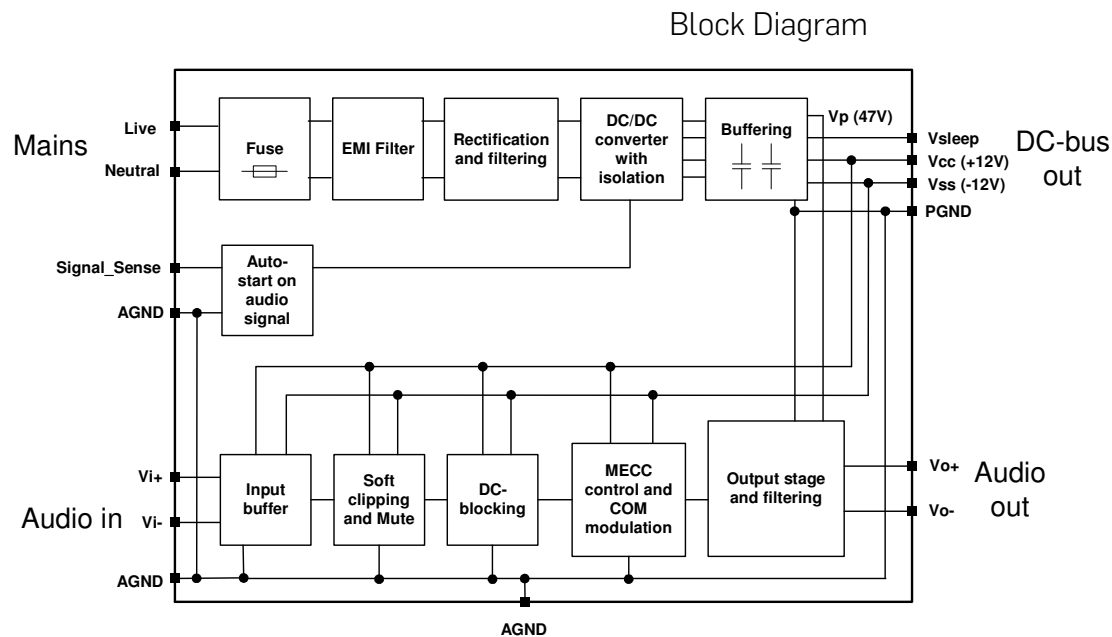 Block Diagram
Mains
Live
Neutral
Fuse
EMI Filter
Rectification
and filtering
DC/DC
converter
with
isolation
Buffering
Vp (47V)
Vsleep
Vcc (+12V)
Vss (-12V)
PGND
DC-bus
out
Signal_Sense
AGND
Auto-
start on
audio
signal
Audio in
Vi+
Vi-
AGND
Input
buffer
Soft
clipping
and Mute
DC-
blocking
MECC
control and
COM
modulation
Output stage
and filtering
Vo+
Vo-
Audio
out
AGND